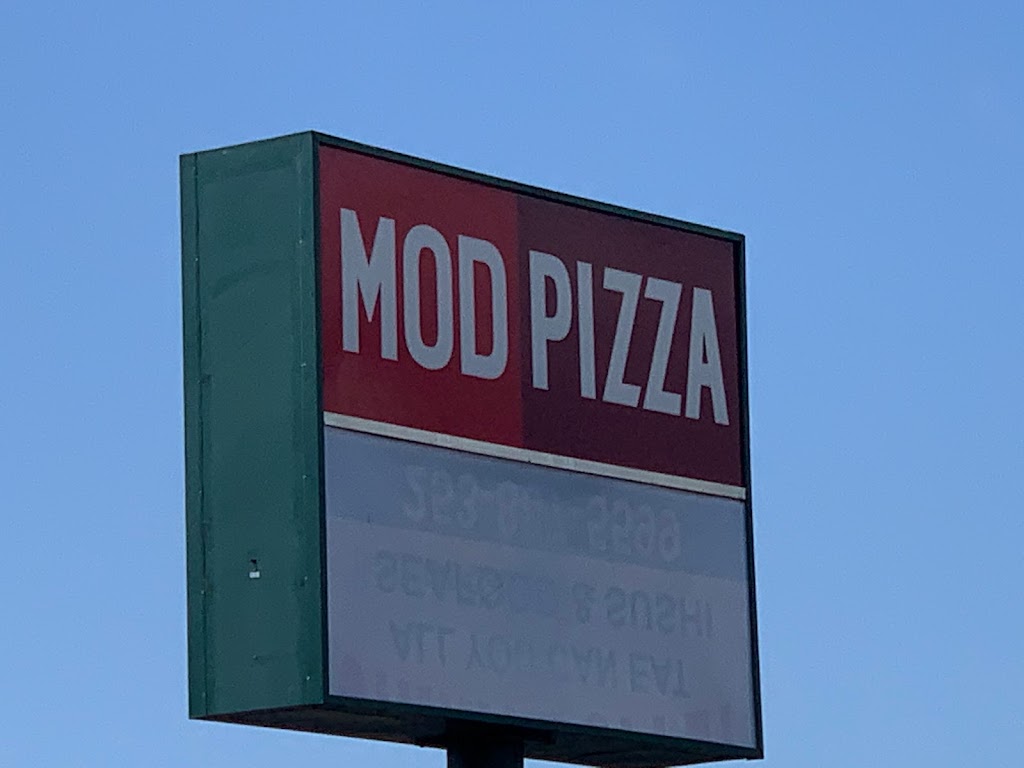 MOD PIZZA
SEAFOOD & SUSHI
ALL YOU CAN EAT